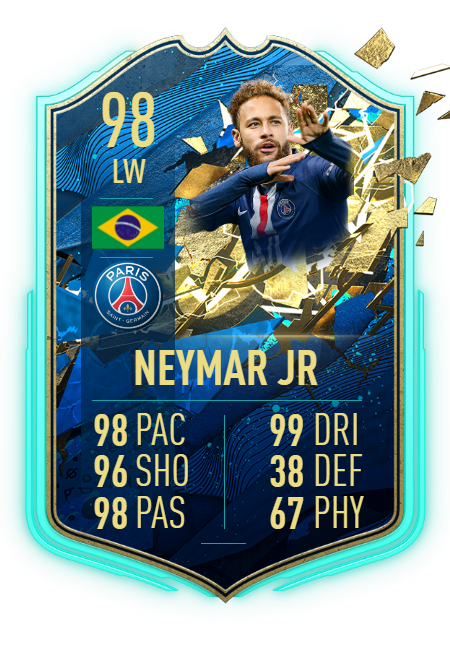 98
LW
PARIS
SAINT-GERMAIN
NEYMAR JR
98 PAC
96 SHO
98 PAS
99 DRI
38 DEF
67 PHY